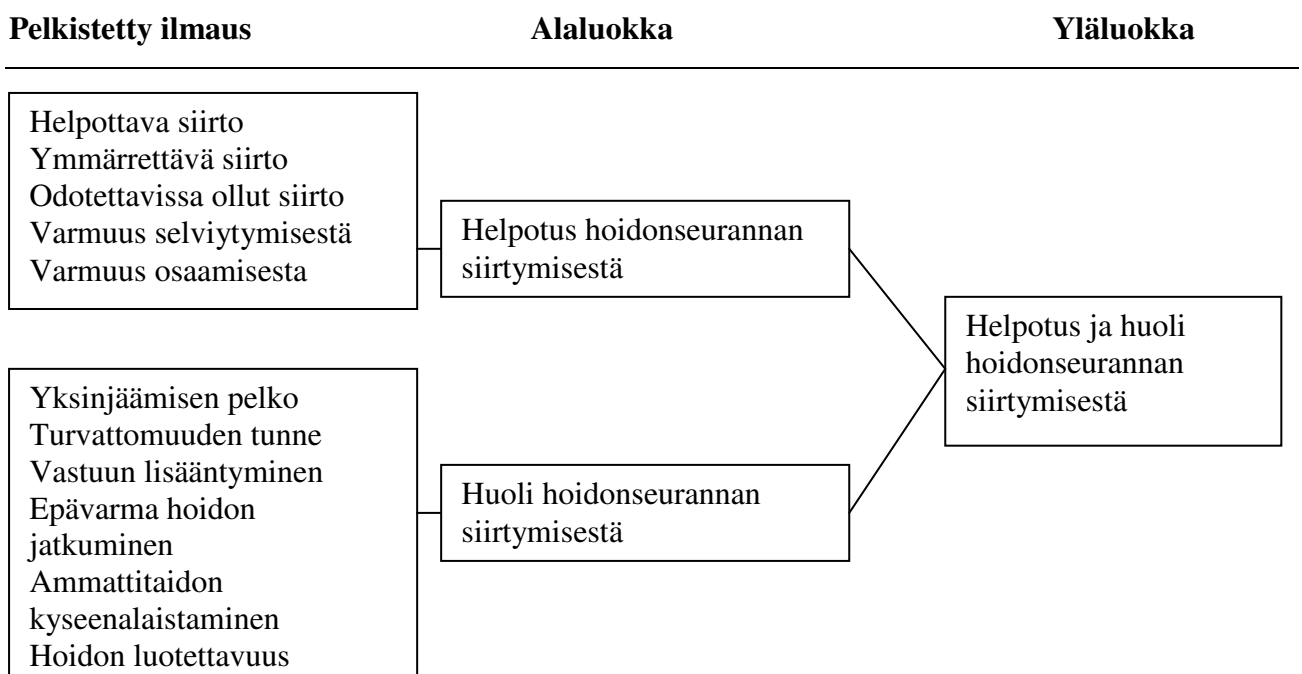 Pelkistetty ilmaus Alaluokka Yläluokka
Helpottava siirto
Ymmärrettävä siirto
Odotettavissa ollut siirto
Varmuus selviytymisestä
Varmuus osaamisesta
Helpotus hoidonseurannan
siirtymisestä
Helpotus ja huoli
hoidonseurannan
siirtymisestä
Yksinjäämisen pelko
Turvattomuuden tunne
Vastuun lisääntyminen
Epävarma hoidon
jatkuminen
Ammattitaidon
kyseenalaistaminen
Hoidon luotettavuus
Huoli hoidonseurannan
siirtymisestä